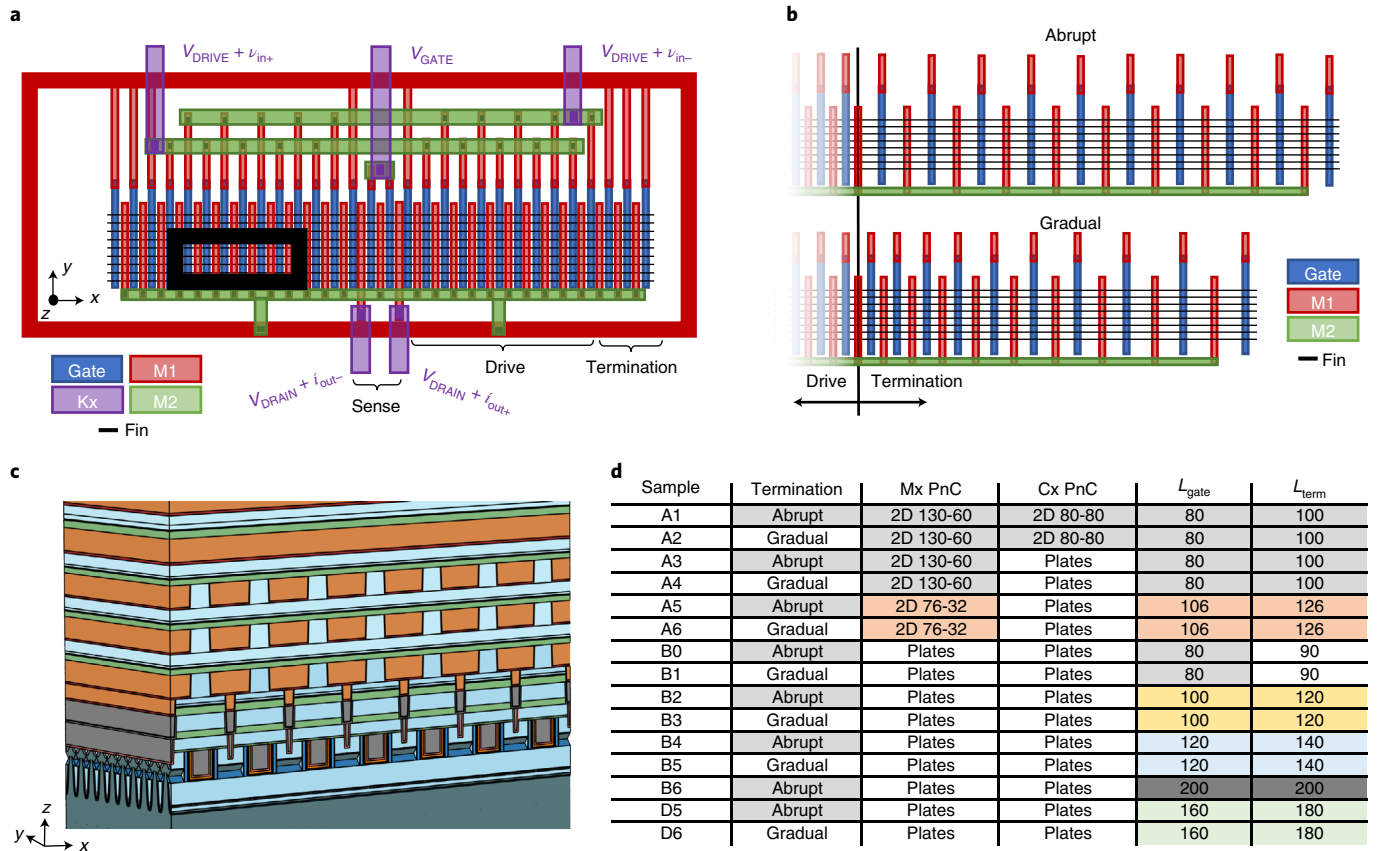 a
V_DRIVE + ν_in+
V_GATE
V_DRIVE + ν_in−
y
z
x
Drive
Termination
V_DRAIN + i_out−
Sense
V_DRAIN + i_out+
Gate
M1
Kx
M2
Fin
b
Abrupt
Gradual
Gate
M1
M2
Fin
Drive
Termination
c
z
y
x
d
Sample Termination Mx PnC Cx PnC L_gate L_term
A1 Abrupt 2D 130-60 2D 80-80 80 100
A2 Gradual 2D 130-60 2D 80-80 80 100
A3 Abrupt 2D 130-60 Plates 80 100
A4 Gradual 2D 130-60 Plates 80 100
A5 Abrupt 2D 76-32 Plates 106 126
A6 Gradual 2D 76-32 Plates 106 126
B0 Abrupt Plates Plates 80 90
B1 Gradual Plates Plates 80 90
B2 Abrupt Plates Plates 100 120
B3 Gradual Plates Plates 100 120
B4 Abrupt Plates Plates 120 140
B5 Gradual Plates Plates 120 140
B6 Abrupt Plates Plates 200 200
D5 Abrupt Plates Plates 160 180
D6 Gradual Plates Plates 160 180